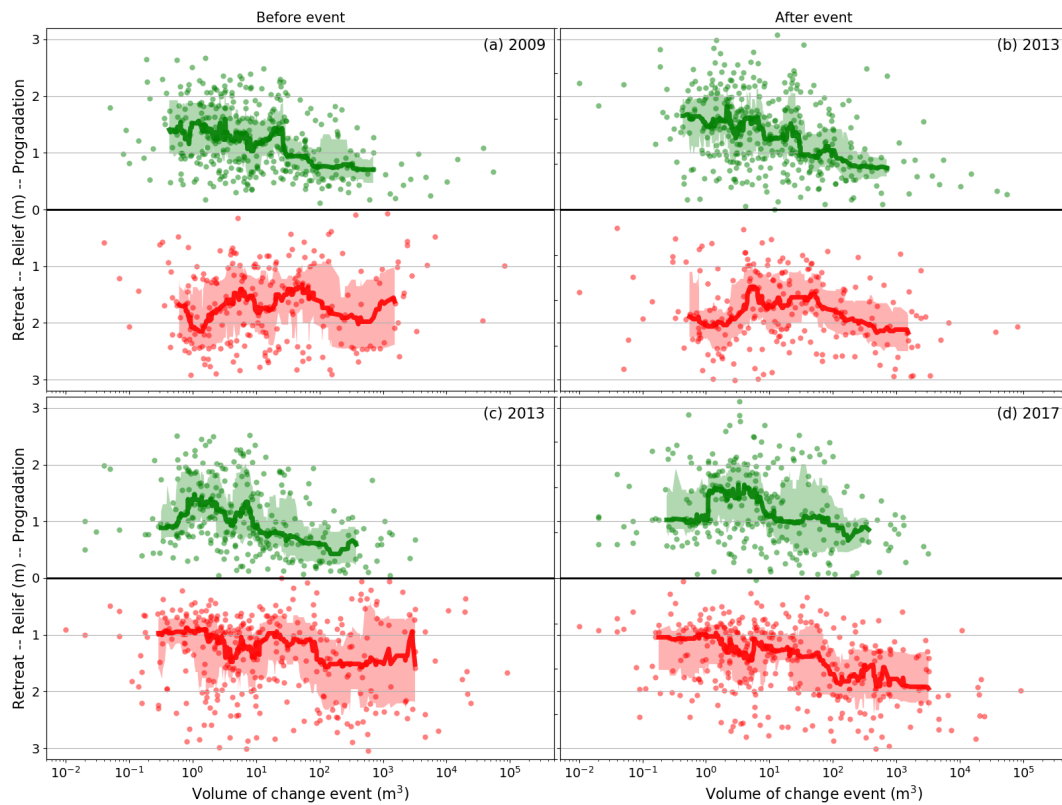 Before event
After event
(a) 2009
(b) 2013
3
2
1
0
1
2
3
Retreat -- Relief (m) -- Progradation
(c) 2013
(d) 2017
3
2
1
0
1
2
3
Retreat -- Relief (m) -- Progradation
10⁻² 10⁻¹ 10⁰ 10¹ 10² 10³ 10⁴ 10⁵
10⁻² 10⁻¹ 10⁰ 10¹ 10² 10³ 10⁴ 10⁵
Volume of change event (m³)
Volume of change event (m³)